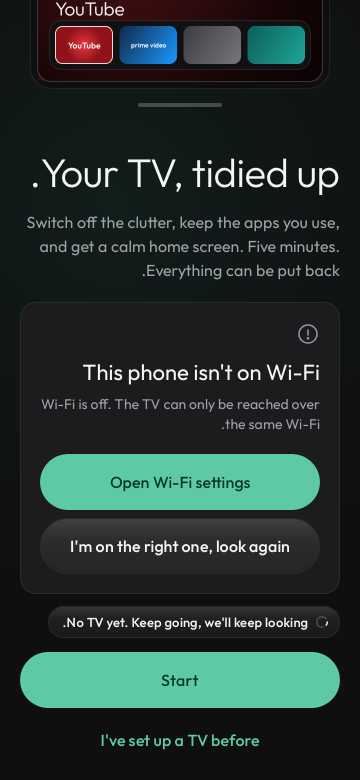 YouTube
YouTube
prime video
.Your TV, tidied up
Switch off the clutter, keep the apps you use,
and get a calm home screen. Five minutes.
.Everything can be put back
This phone isn't on Wi-Fi
Wi-Fi is off. The TV can only be reached over
.the same Wi-Fi
Open Wi-Fi settings
I'm on the right one, look again
.No TV yet. Keep going, we'll keep looking
Start
I've set up a TV before